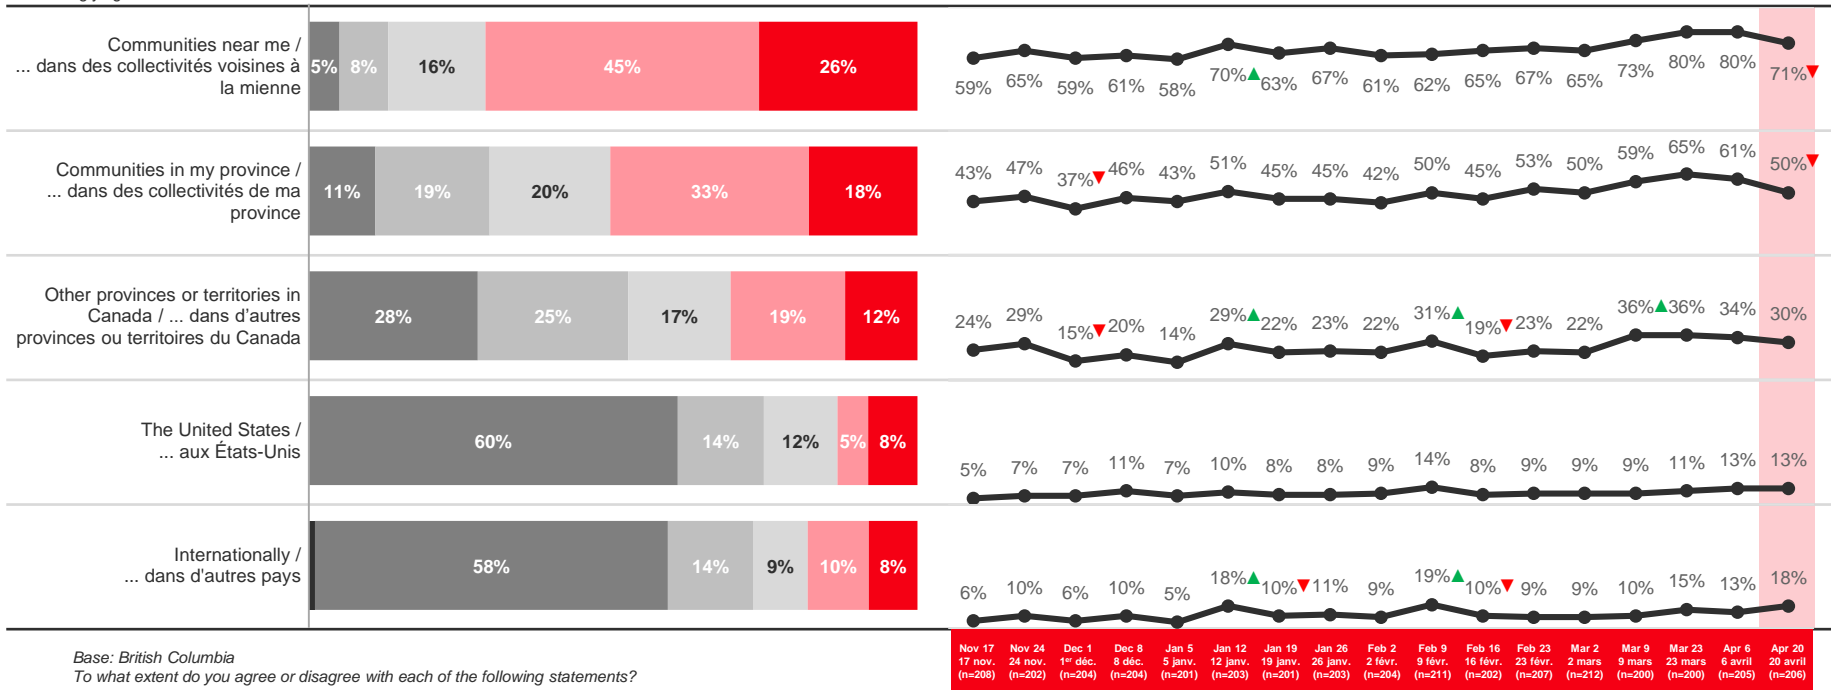 Communities near me /
... dans des collectivités voisines à
la mienne
5% 8% 16% 45% 26%
59% 65% 59% 61% 58% 70% 63% 67% 61% 62% 65% 67% 65% 73% 80% 80% 71%
Communities in my province /
... dans des collectivités de ma
province
11% 19% 20% 33% 18%
43% 47% 37% 46% 43% 51% 45% 45% 42% 50% 45% 53% 50% 59% 65% 61% 50%
Other provinces or territories in
Canada / ... dans d'autres
provinces ou territoires du Canada
28% 25% 17% 19% 12%
24% 29% 15% 20% 14% 29% 22% 23% 22% 31% 19% 23% 22% 36% 36% 34% 30%
The United States /
... aux États-Unis
60% 14% 12% 5% 8%
5% 7% 7% 11% 7% 10% 8% 8% 9% 14% 8% 9% 9% 9% 11% 13% 13%
Internationally /
... dans d'autres pays
58% 14% 9% 10% 8%
6% 10% 6% 10% 5% 18% 10% 11% 9% 19% 10% 9% 9% 10% 15% 13% 18%
Nov 17 Nov 24 Dec 1 Dec 8 Jan 5 Jan 12 Jan 19 Jan 26 Feb 2 Feb 9 Feb 16 Feb 23 Mar 2 Mar 9 Mar 23 Apr 6 Apr 20
17 nov. 24 nov. 1er déc. 8 déc. 5 janv. 12 janv. 19 janv. 26 janv. 2 févr. 9 févr. 16 févr. 23 févr. 2 mars 9 mars 23 mars 6 avril 20 avril
(n=208) (n=202) (n=204) (n=204) (n=201) (n=203) (n=201) (n=203) (n=204) (n=211) (n=202) (n=207) (n=212) (n=200) (n=200) (n=205) (n=206)
Base: British Columbia
To what extent do you agree or disagree with each of the following statements?